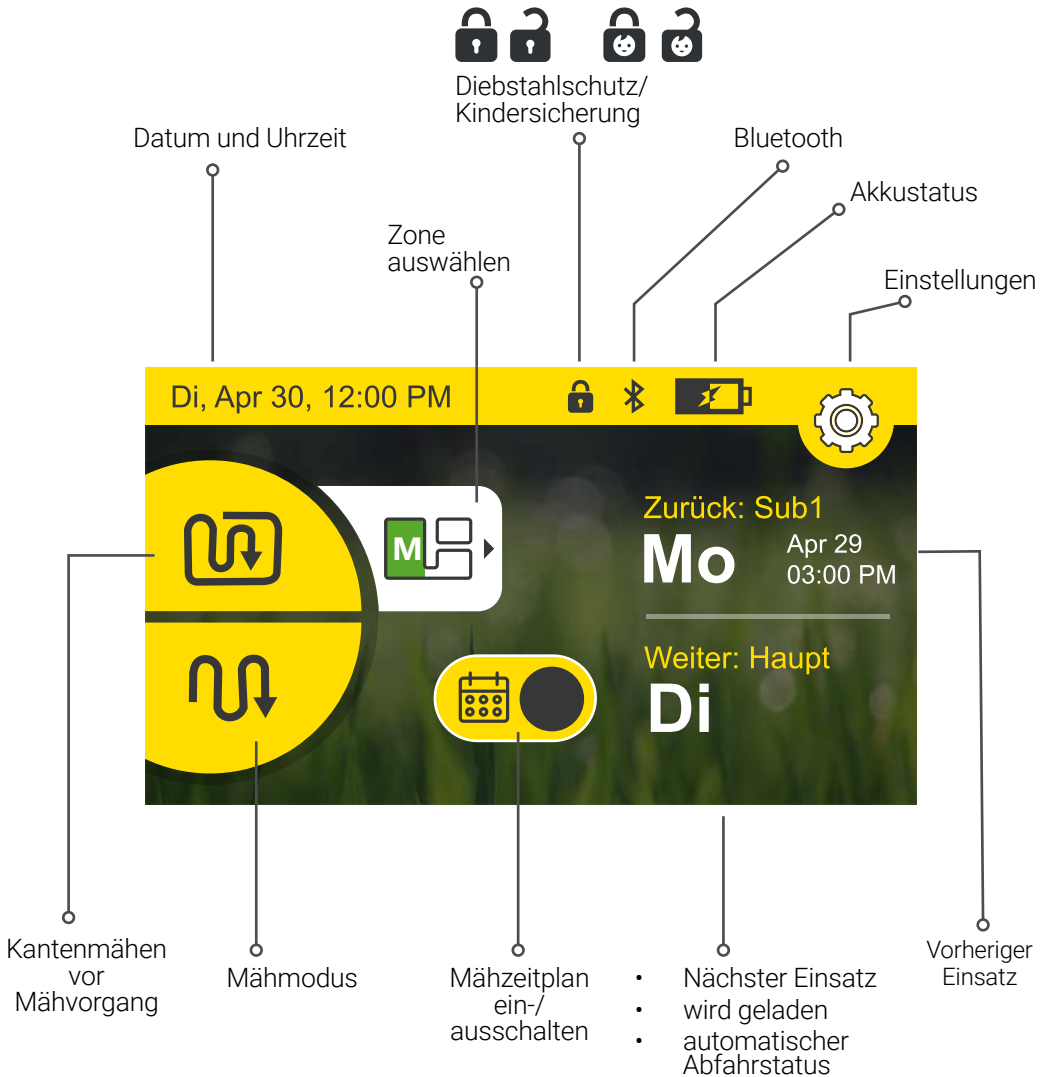 Diebstahlschutz/
Kindersicherung
Datum und Uhrzeit
Bluetooth
Akkustatus
Zone
auswählen
Einstellungen
Di, Apr 30, 12:00 PM
M
Zurück: Sub1
Mo
Apr 29
03:00 PM
Weiter: Haupt
Di
Kantenmähen
vor
Mähvorgang
Mähmodus
Mähzeitplan
ein-/
ausschalten
• Nächster Einsatz
• wird geladen
• automatischer
Abfahrstatus
Vorheriger
Einsatz